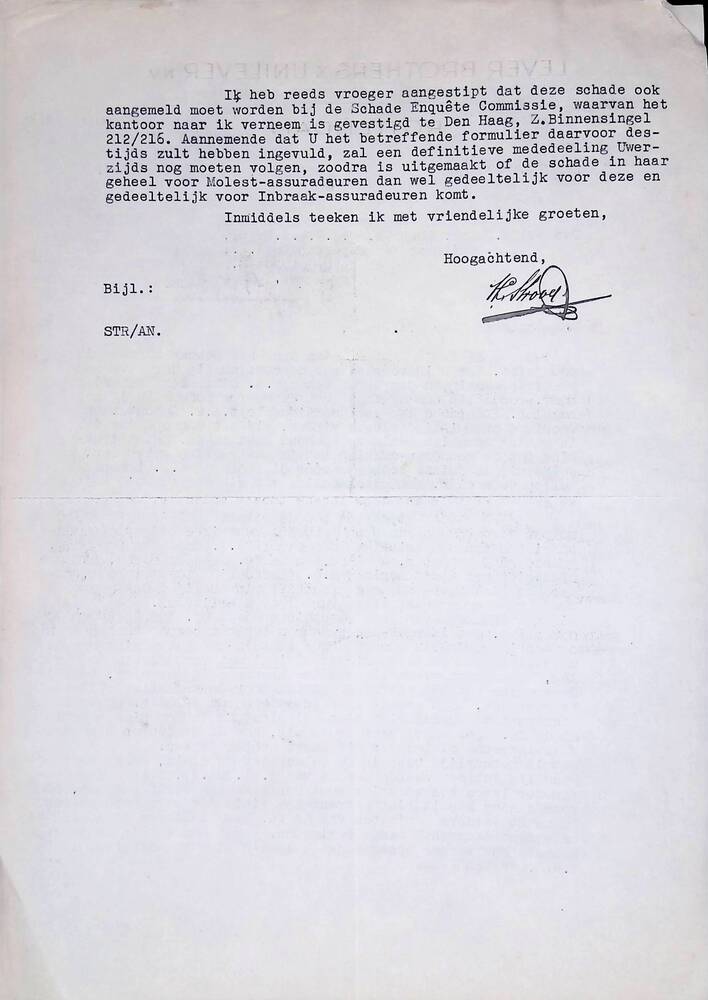 Ik heb reeds vroeger aangestipt dat deze schade ook
aangemeld moet worden bij de Schade Enquête Commissie, waarvan het
kantoor naar ik verneem is gevestigd te Den Haag, Z.Binnensingel
212/216. Aannemende dat U het betreffende formulier daarvoor des-
tijds zult hebben ingevuld, zal een definitieve mededeeling Uwer-
zijds nog moeten volgen, zoodra is uitgemaakt of de schade in haar
geheel voor Molest-assuradeuren dan wel gedeeltelijk voor deze en
gedeeltelijk voor Inbraak-assuradeuren komt.
Inmiddels teeken ik met vriendelijke groeten,
Hoogachtend,
Bijl.:
STR/AN.